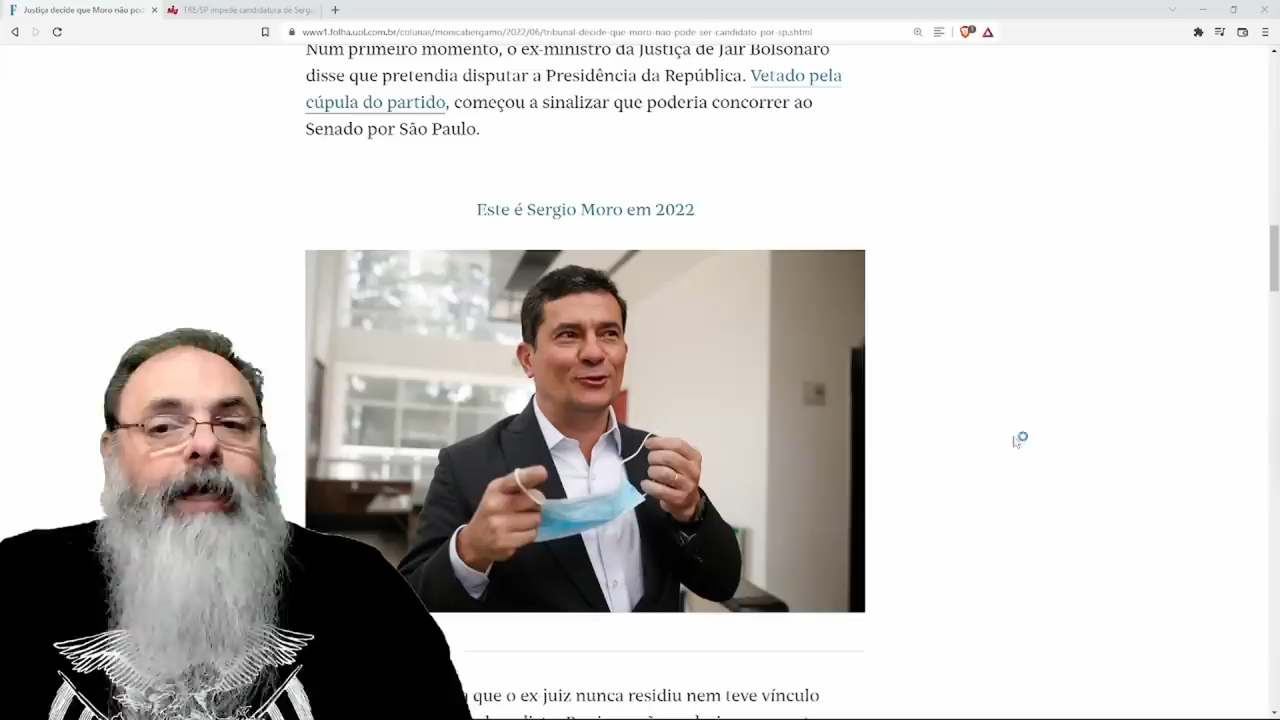 Justiça decide que Moro não po
TRE/SP impede candidatura de Sergi
www1.folha.uol.com.br/colunas/monicabergamo/2022/06/tribunal-decide-que-moro-nao-pode-ser-candidato-por-sp.shtml
Num primeiro momento, o ex-ministro da Justiça de Jair Bolsonaro
disse que pretendia disputar a Presidência da República. Vetado pela
cúpula do partido, começou a sinalizar que poderia concorrer ao
Senado por São Paulo.
Este é Sergio Moro em 2022
que o ex juiz nunca residiu nem teve vínculo